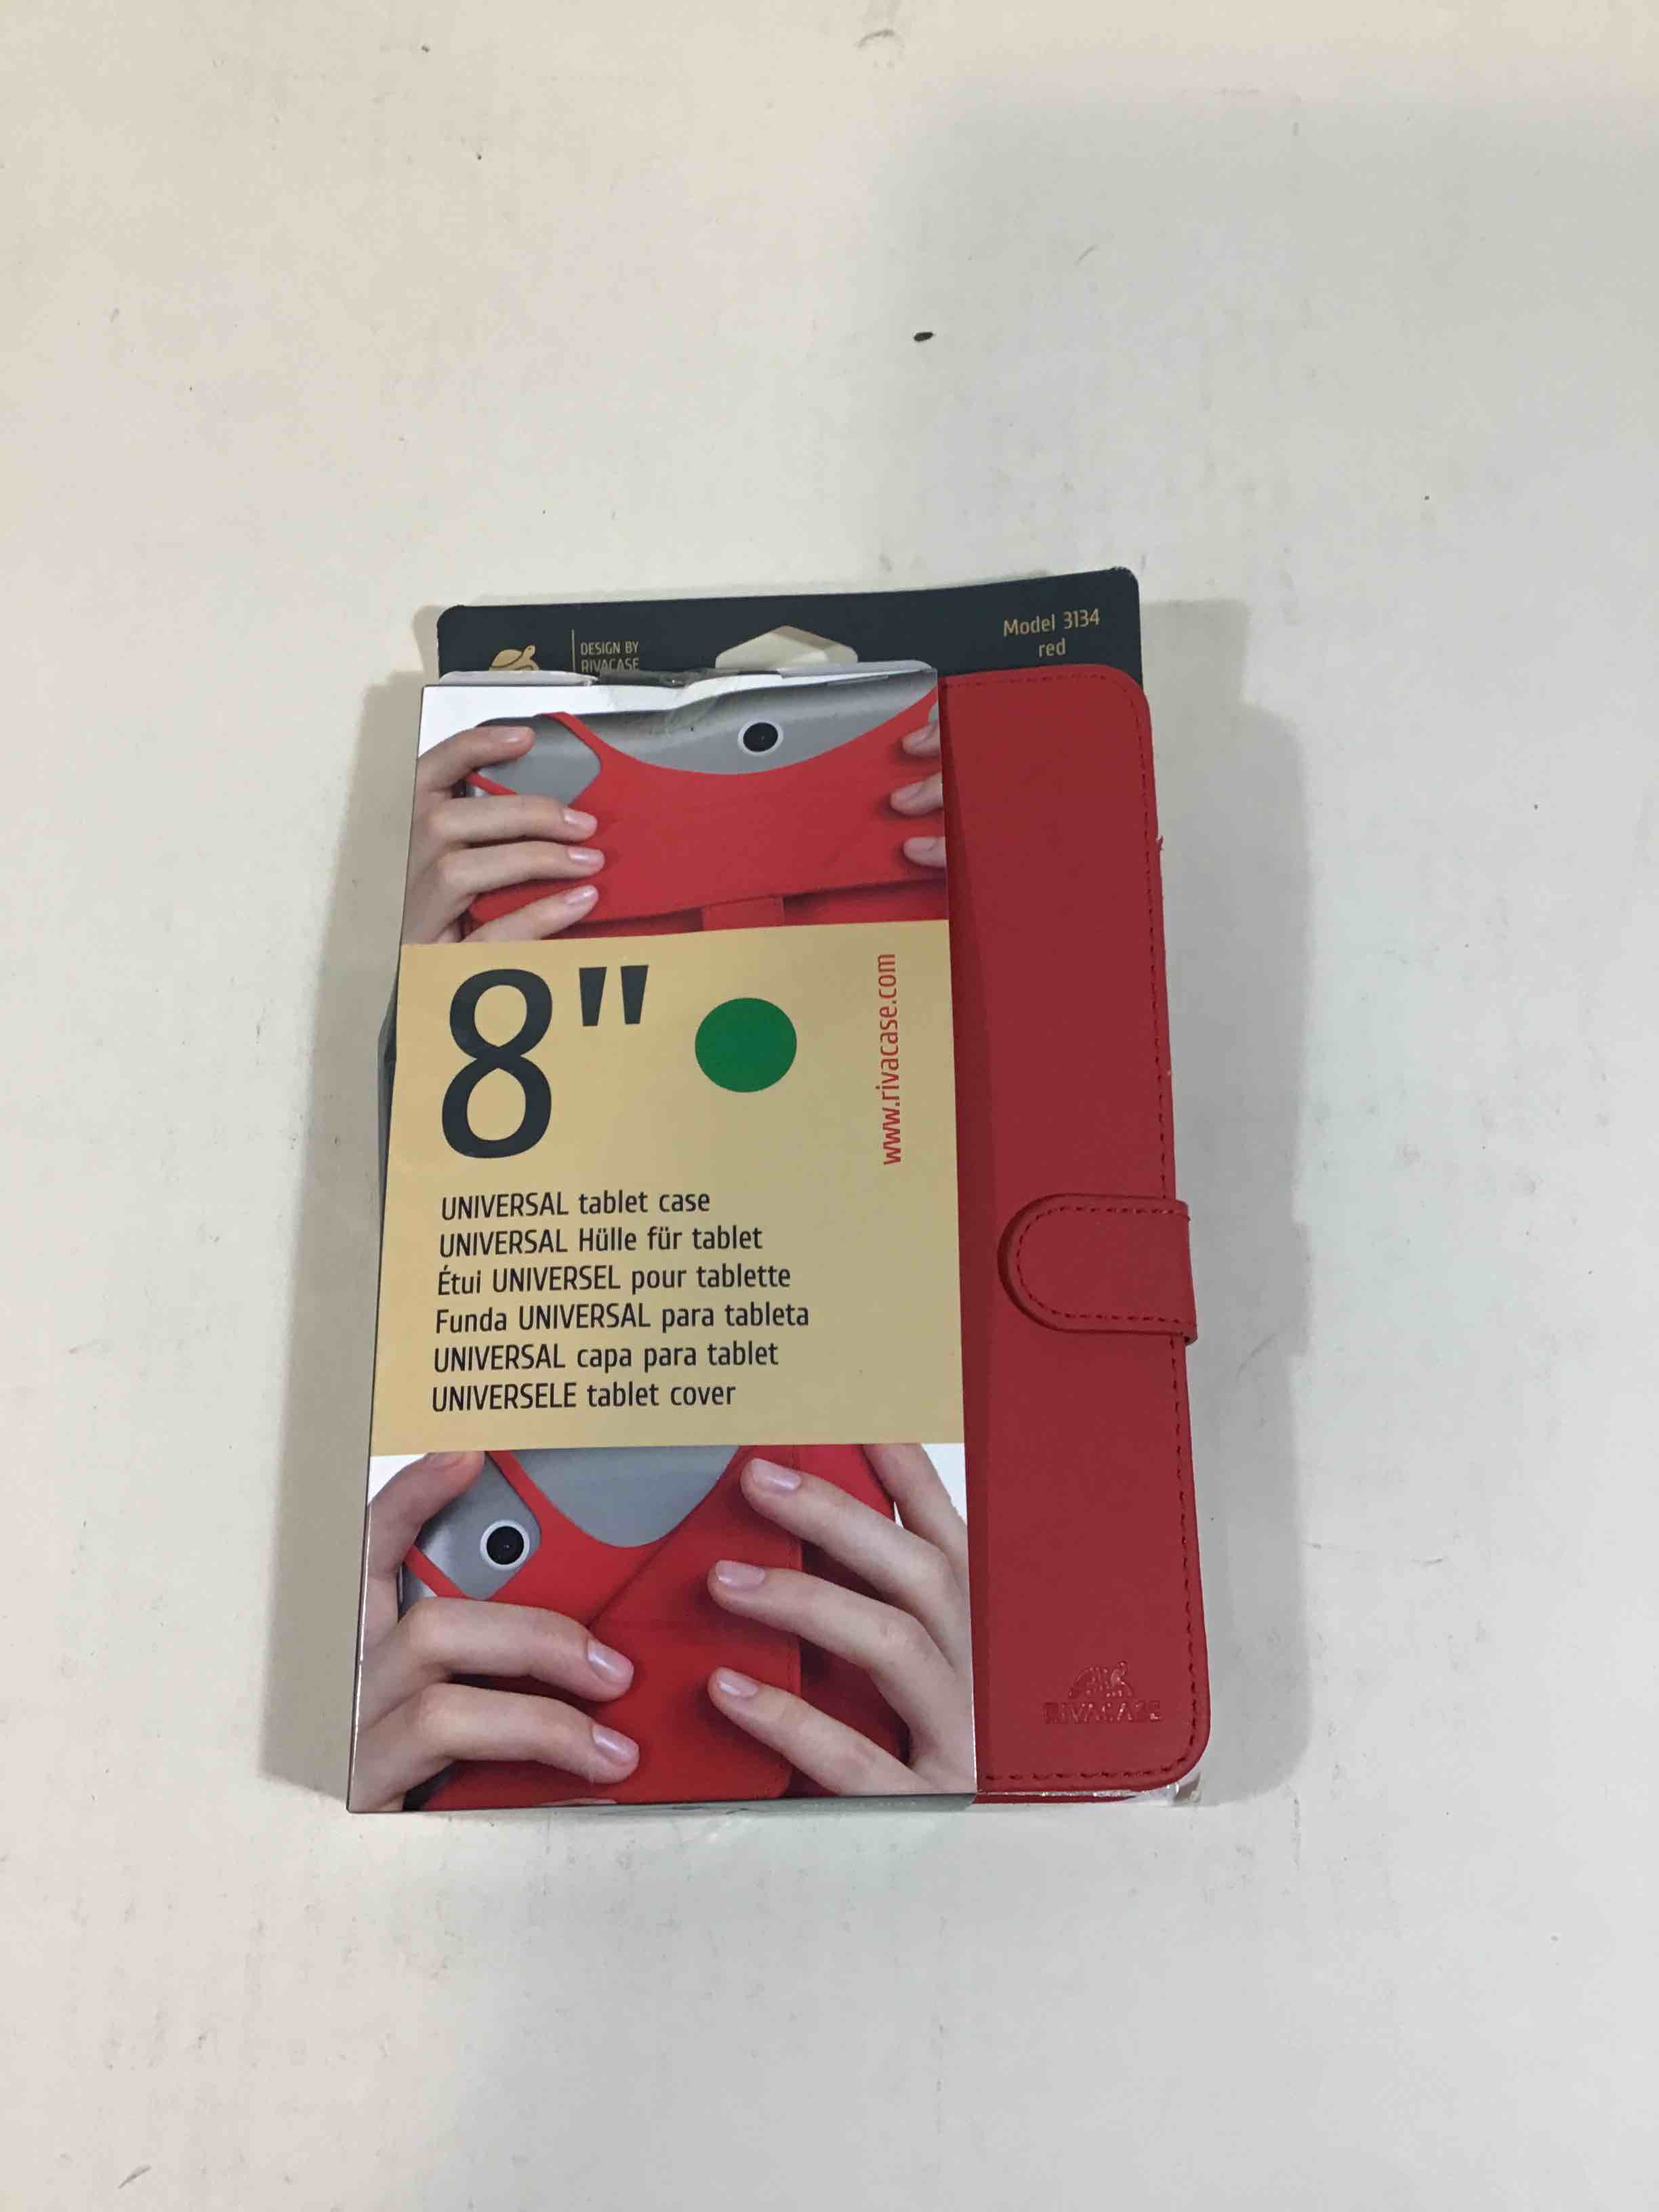 DESIGN BY
RIVACASE
Model 3134
red
8"
www.rivacase.com
UNIVERSAL tablet case
UNIVERSAL Hülle für tablet
Étui UNIVERSEL pour tablette
Funda UNIVERSAL para tableta
UNIVERSAL capa para tablet
UNIVERSELE tablet cover
RIVACASE